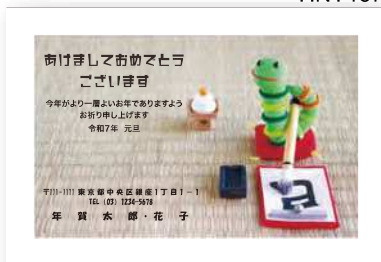 あけましておめでとう
ございます
今年がより一層よいお年でありますよう
お祈り申し上げます
令和7年 元旦
〒111-1111 東京都中央区銀座1丁目1-1
TEL (03) 1234-5678
年 賀 太 郎・花 子